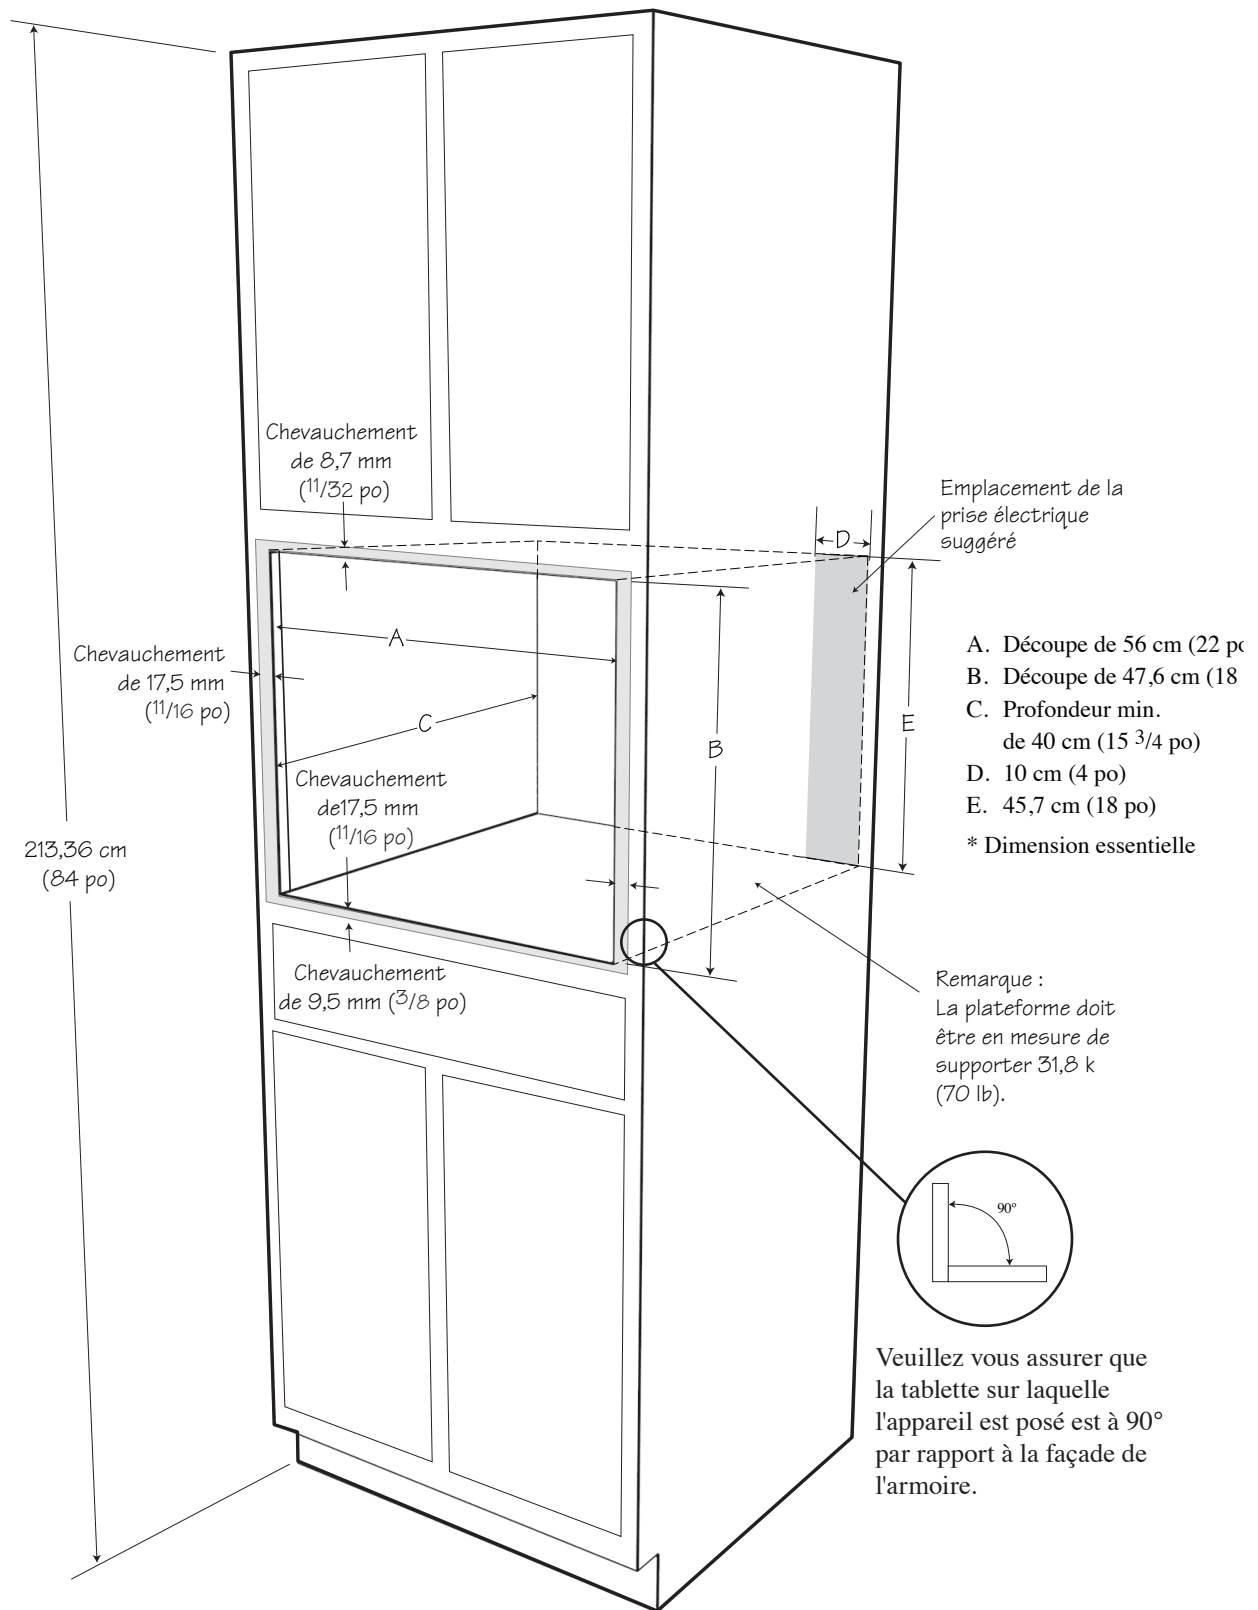 Chevauchement
de 8,7 mm
(11/32 po)
Emplacement de la
prise électrique
suggéré
D
A
Chevauchement
de 17,5 mm
(11/16 po)
C
B
E
A. Découpe de 56 cm (22 po
B. Découpe de 47,6 cm (18
C. Profondeur min.
de 40 cm (15 3/4 po)
D. 10 cm (4 po)
E. 45,7 cm (18 po)
* Dimension essentielle
Chevauchement
de17,5 mm
(11/16 po)
213,36 cm
(84 po)
Chevauchement
de 9,5 mm (3/8 po)
Remarque :
La plateforme doit
être en mesure de
supporter 31,8 k
(70 lb).
90°
Veuillez vous assurer que
la tablette sur laquelle
l'appareil est posé est à 90°
par rapport à la façade de
l'armoire.